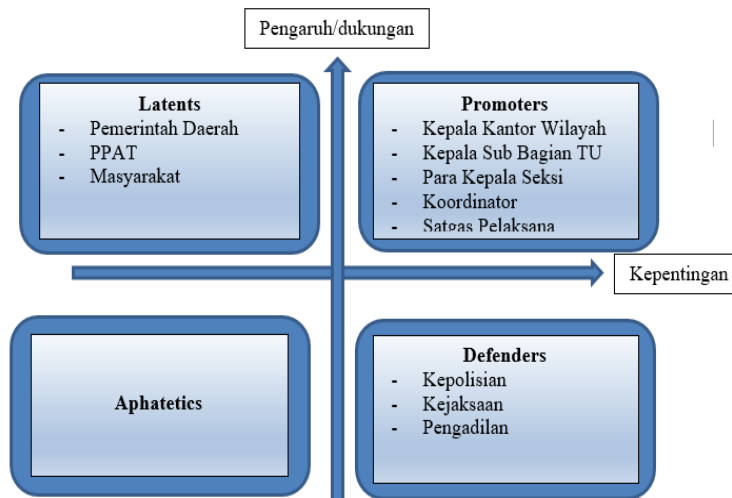 Pengaruh/dukungan
Latents
- Pemerintah Daerah
- PPAT
- Masyarakat
Promoters
- Kepala Kantor Wilayah
- Kepala Sub Bagian TU
- Para Kepala Seksi
- Koordinator
- Satgas Pelaksana
Kepentingan
Aphatetics
Defenders
- Kepolisian
- Kejaksaan
- Pengadilan